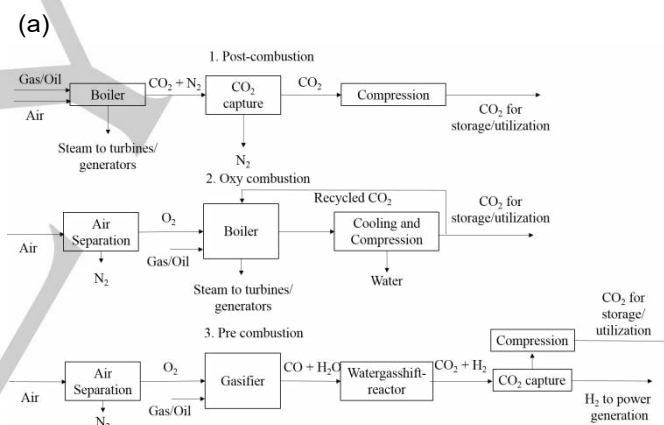 (a)
1. Post-combustion
Gas/Oil
Air
Boiler
CO₂ + N₂
CO₂
capture
CO₂
Compression
CO₂ for
storage/utilization
Steam to turbines/
generators
N₂
2. Oxy combustion
Recycled CO₂
Air
Air
Separation
O₂
Gas/Oil
Boiler
Cooling and
Compression
CO₂ for
storage/utilization
N₂
Steam to turbines/
generators
Water
3. Pre combustion
Air
Air
Separation
O₂
Gas/Oil
Gasifier
CO + H₂O
Watergasshift-
reactor
CO₂ + H₂
CO₂ capture
Compression
CO₂ for
storage/
utilization
H₂ to power
generation
N₂